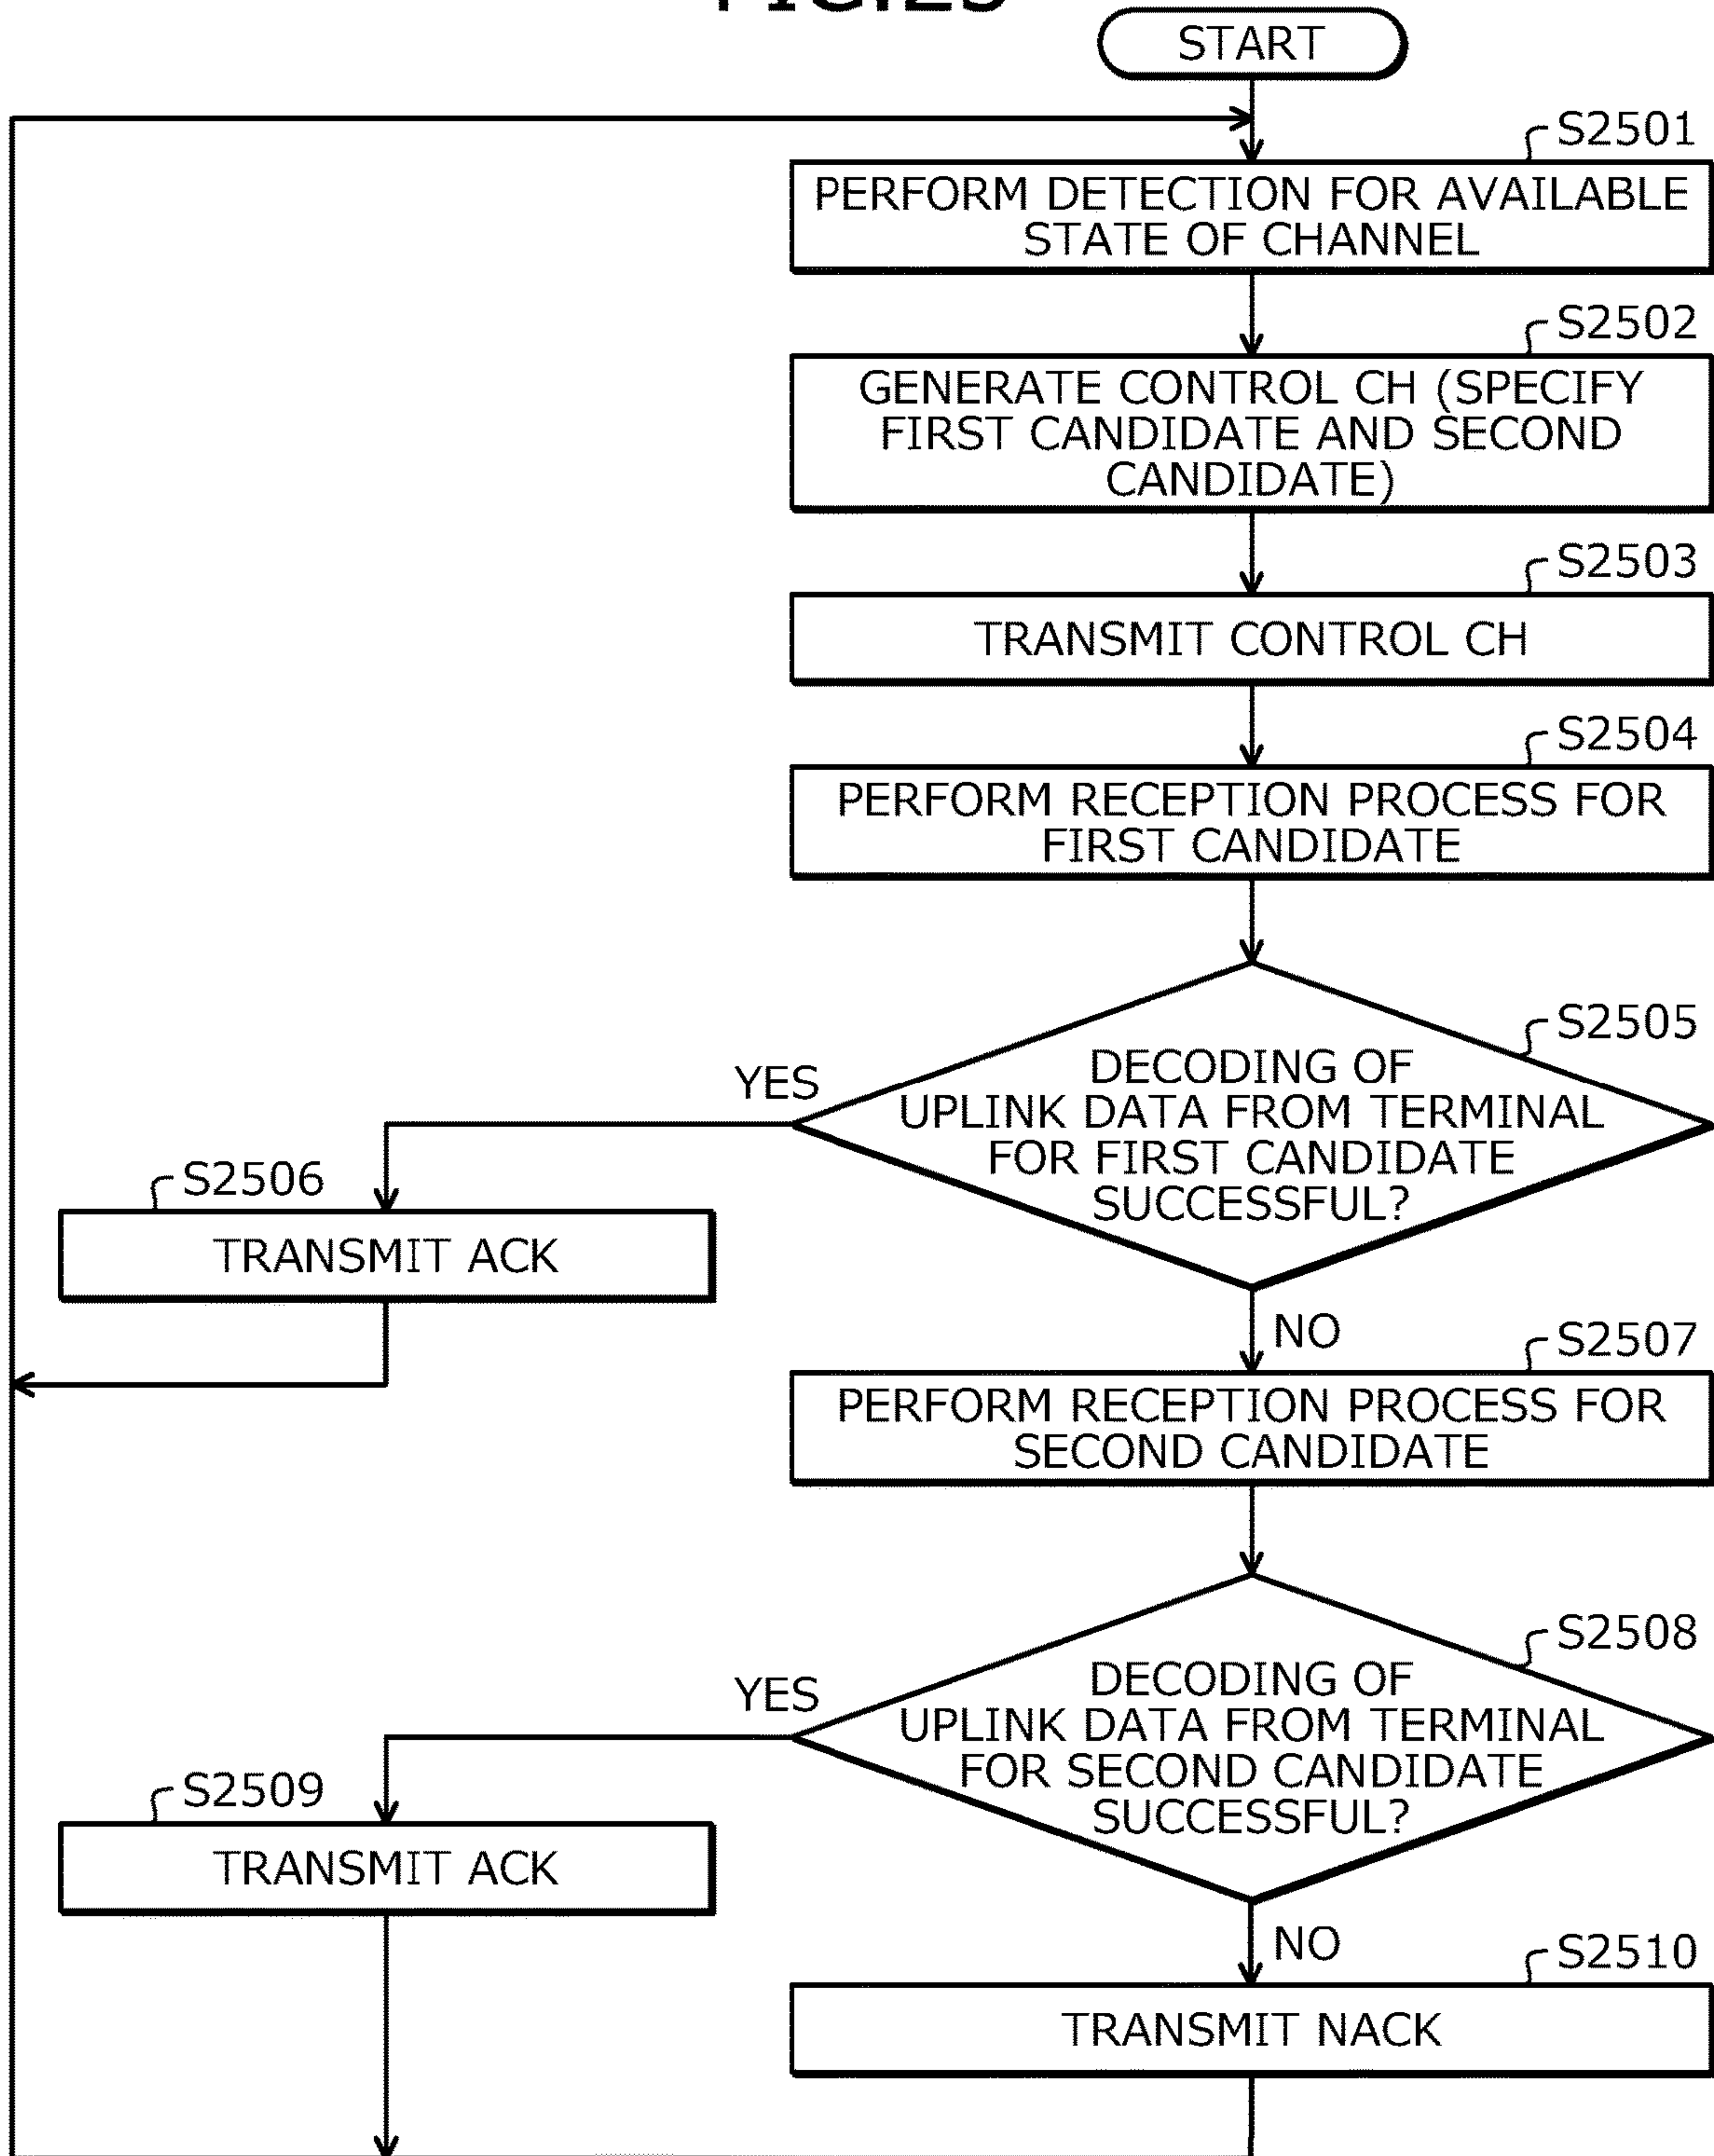 FIG.25
START
S2501
PERFORM DETECTION FOR AVAILABLE
STATE OF CHANNEL
S2502
GENERATE CONTROL CH (SPECIFY
FIRST CANDIDATE AND SECOND
CANDIDATE)
S2503
TRANSMIT CONTROL CH
S2504
PERFORM RECEPTION PROCESS FOR
FIRST CANDIDATE
S2505
DECODING OF
UPLINK DATA FROM TERMINAL
FOR FIRST CANDIDATE
SUCCESSFUL?
YES
S2506
TRANSMIT ACK
NO
S2507
PERFORM RECEPTION PROCESS FOR
SECOND CANDIDATE
S2508
DECODING OF
UPLINK DATA FROM TERMINAL
FOR SECOND CANDIDATE
SUCCESSFUL?
YES
S2509
TRANSMIT ACK
NO
S2510
TRANSMIT NACK